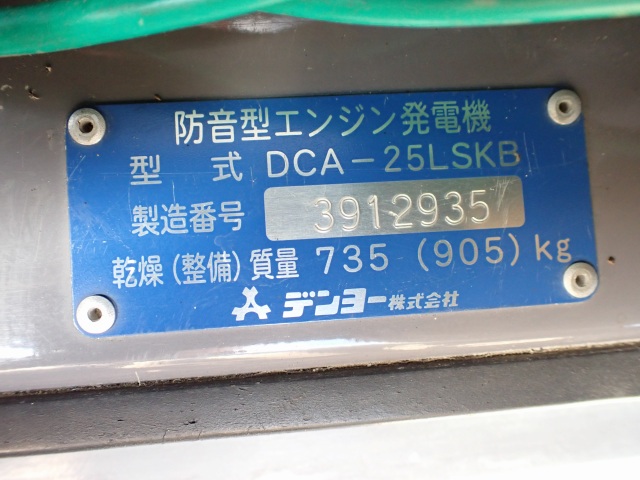 防音型エンジン発電機
型 式 DCA-25LSKB
製造番号 3912935
乾燥(整備)質量 735 (905) kg
デンヨー株式会社